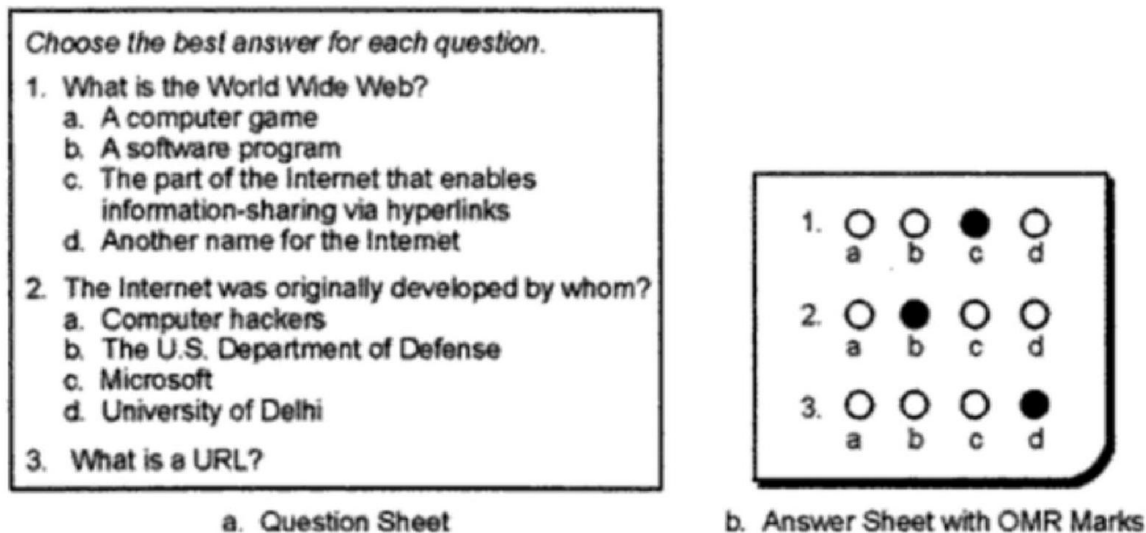 Choose the best answer for each question.
1. What is the World Wide Web?
a. A computer game
b. A software program
c. The part of the Internet that enables
information-sharing via hyperlinks
d. Another name for the Internet
2. The Internet was originally developed by whom?
a. Computer hackers
b. The U.S. Department of Defense
c. Microsoft
d. University of Delhi
3. What is a URL?
a. Question Sheet
1.
a b c d
2.
a b c d
3.
a b c d
b. Answer Sheet with OMR Marks